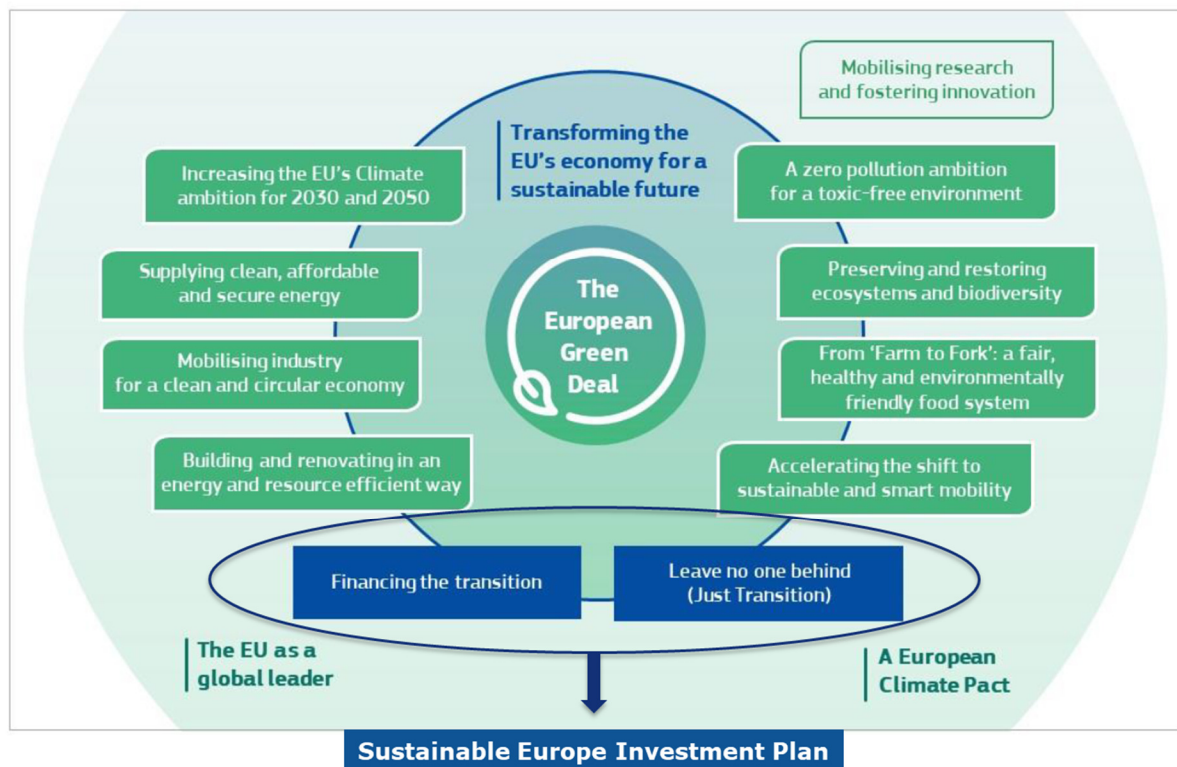 Mobilising research
and fostering innovation
Transforming the
EU's economy for a
sustainable future
Increasing the EU's Climate
ambition for 2030 and 2050
A zero pollution ambition
for a toxic-free environment
Supplying clean, affordable
and secure energy
Preserving and restoring
ecosystems and biodiversity
The
European
Green
Deal
Mobilising industry
for a clean and circular economy
From ‘Farm to Fork’: a fair,
healthy and environmentally
friendly food system
Building and renovating in an
energy and resource efficient way
Accelerating the shift to
sustainable and smart mobility
Financing the transition
Leave no one behind
(Just Transition)
The EU as a
global leader
A European
Climate Pact
Sustainable Europe Investment Plan